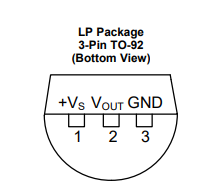 LP Package
3-Pin TO-92
(Bottom View)
+VS VOUT GND
1 2 3